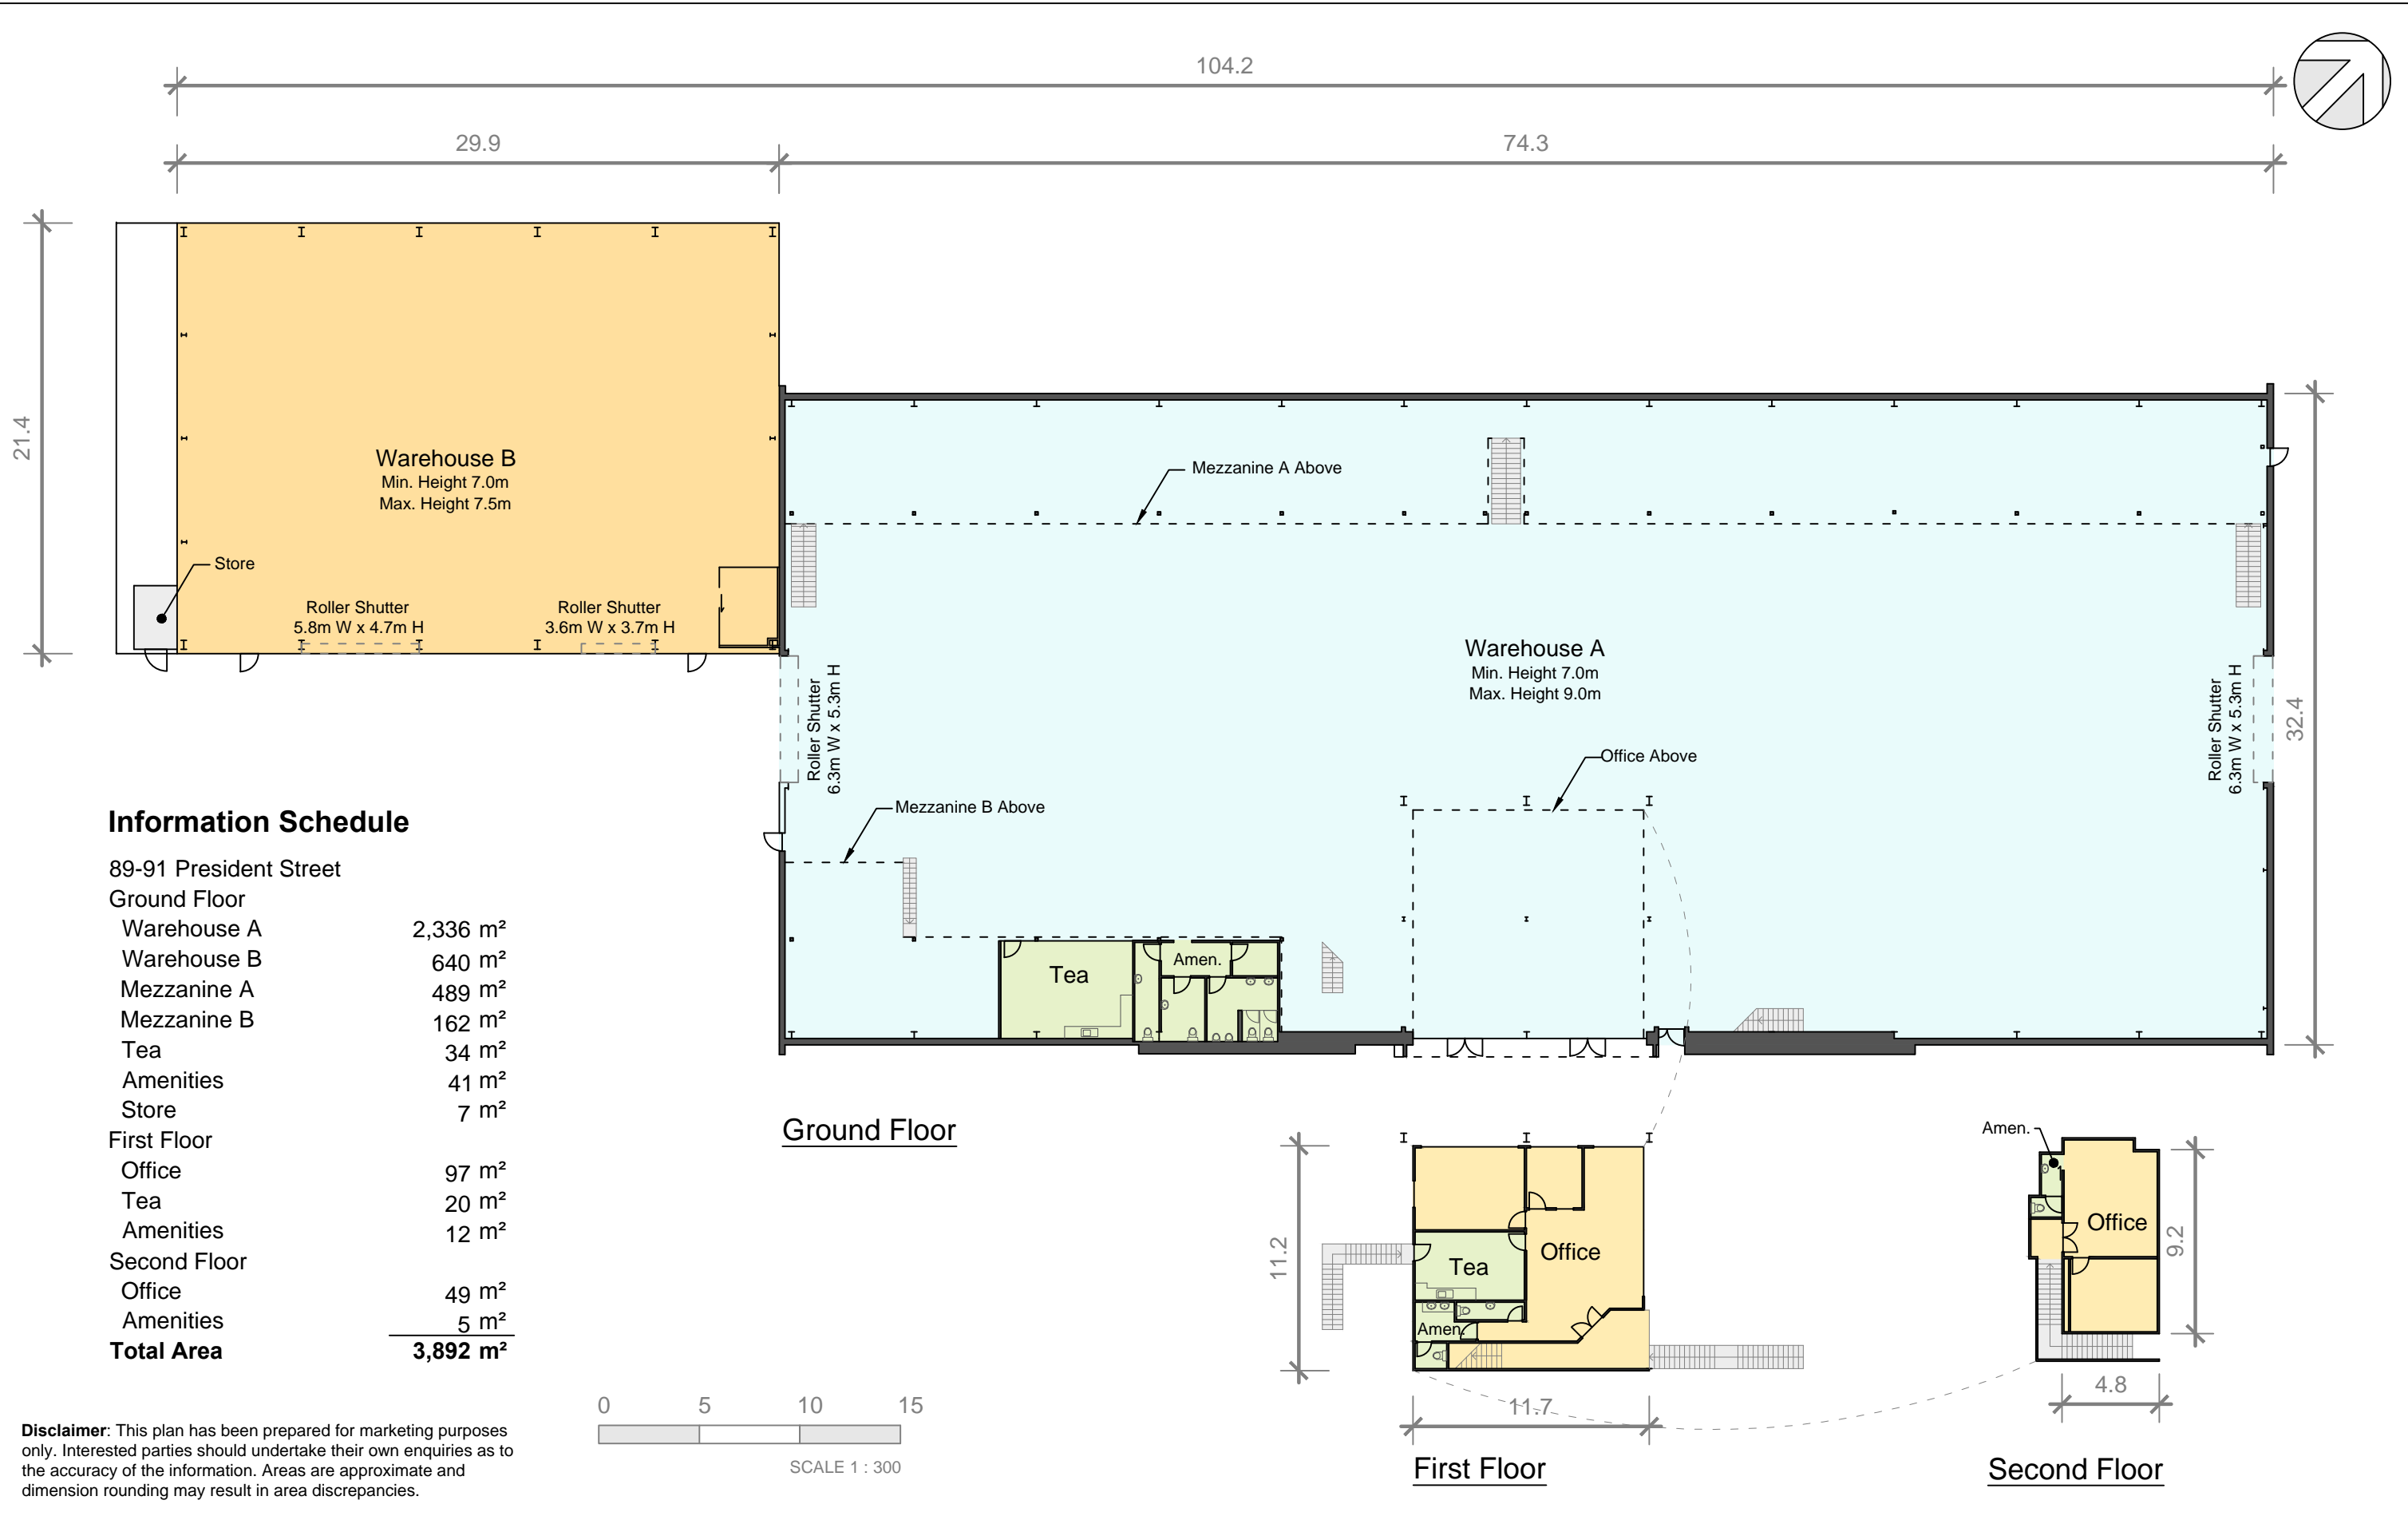 104.2
29.9
74.3
21.4
Warehouse B
Min. Height 7.0m
Max. Height 7.5m
Store
Roller Shutter
5.8m W x 4.7m H
Roller Shutter
3.6m W x 3.7m H
Mezzanine A Above
Warehouse A
Min. Height 7.0m
Max. Height 9.0m
Roller Shutter
6.3m W x 5.3m H
Roller Shutter
6.3m W x 5.3m H
32.4
Office Above
Mezzanine B Above
Tea
Amen.
Ground Floor
Information Schedule
89-91 President Street
Ground Floor
Warehouse A 2,336 m²
Warehouse B 640 m²
Mezzanine A 489 m²
Mezzanine B 162 m²
Tea 34 m²
Amenities 41 m²
Store 7 m²
First Floor
Office 97 m²
Tea 20 m²
Amenities 12 m²
Second Floor
Office 49 m²
Amenities 5 m²
Total Area 3,892 m²
11.2
Office
Tea
Amen.
11.7
First Floor
Amen.
Office
9.2
4.8
Second Floor
0 5 10 15
SCALE 1 : 300
Disclaimer: This plan has been prepared for marketing purposes
only. Interested parties should undertake their own enquiries as to
the accuracy of the information. Areas are approximate and
dimension rounding may result in area discrepancies.